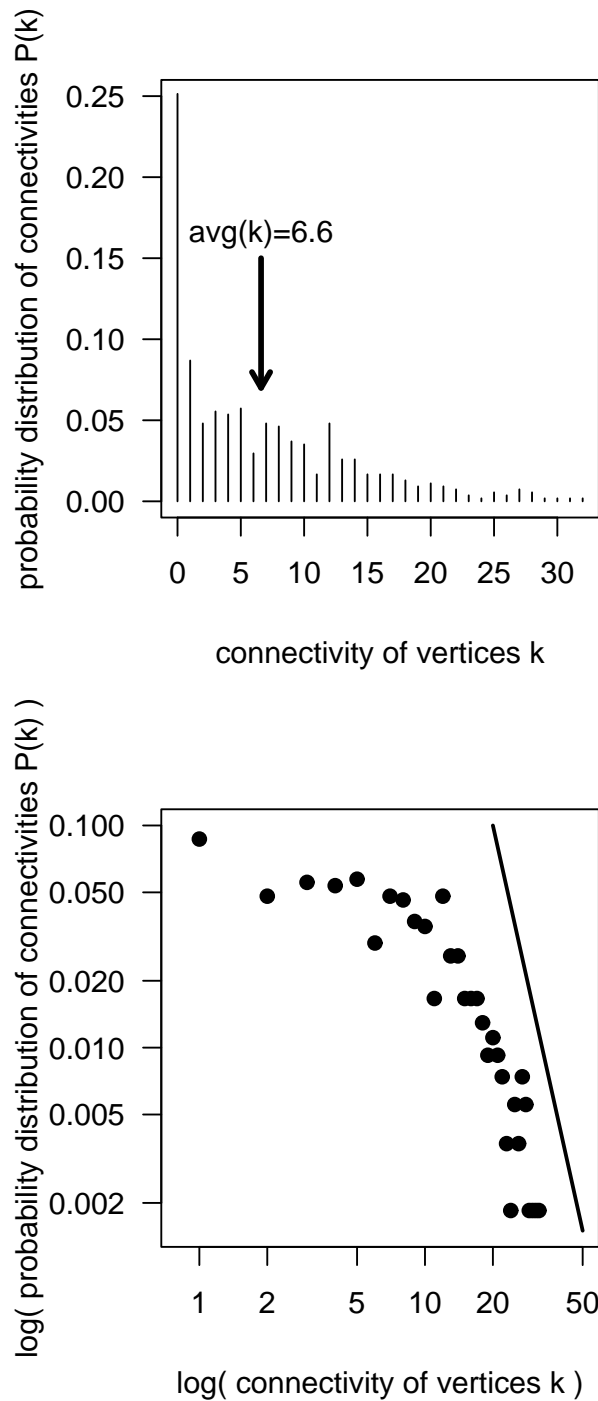 probability distribution of connectivities P(k)
0.25
0.20
0.15
0.10
0.05
0.00
avg(k)=6.6
0 5 10 15 20 25 30
connectivity of vertices k
log( probability distribution of connectivities P(k) )
0.100
0.050
0.020
0.010
0.005
0.002
1 2 5 10 20 50
log( connectivity of vertices k )